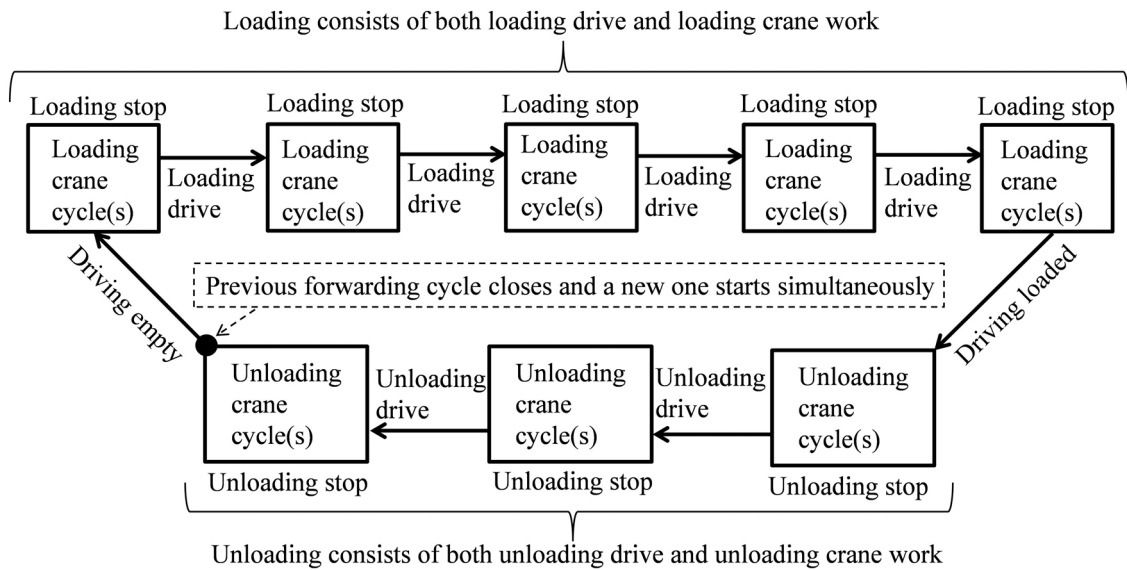 Loading consists of both loading drive and loading crane work
Loading stop
Loading stop
Loading stop
Loading stop
Loading stop
Loading
crane
cycle(s)
Loading
drive
Loading
crane
cycle(s)
Loading
drive
Loading
crane
cycle(s)
Loading
drive
Loading
crane
cycle(s)
Loading
drive
Loading
crane
cycle(s)
Driving empty
Previous forwarding cycle closes and a new one starts simultaneously
Driving loaded
Unloading
crane
cycle(s)
Unloading
drive
Unloading
crane
cycle(s)
Unloading
drive
Unloading
crane
cycle(s)
Unloading stop
Unloading stop
Unloading stop
Unloading consists of both unloading drive and unloading crane work